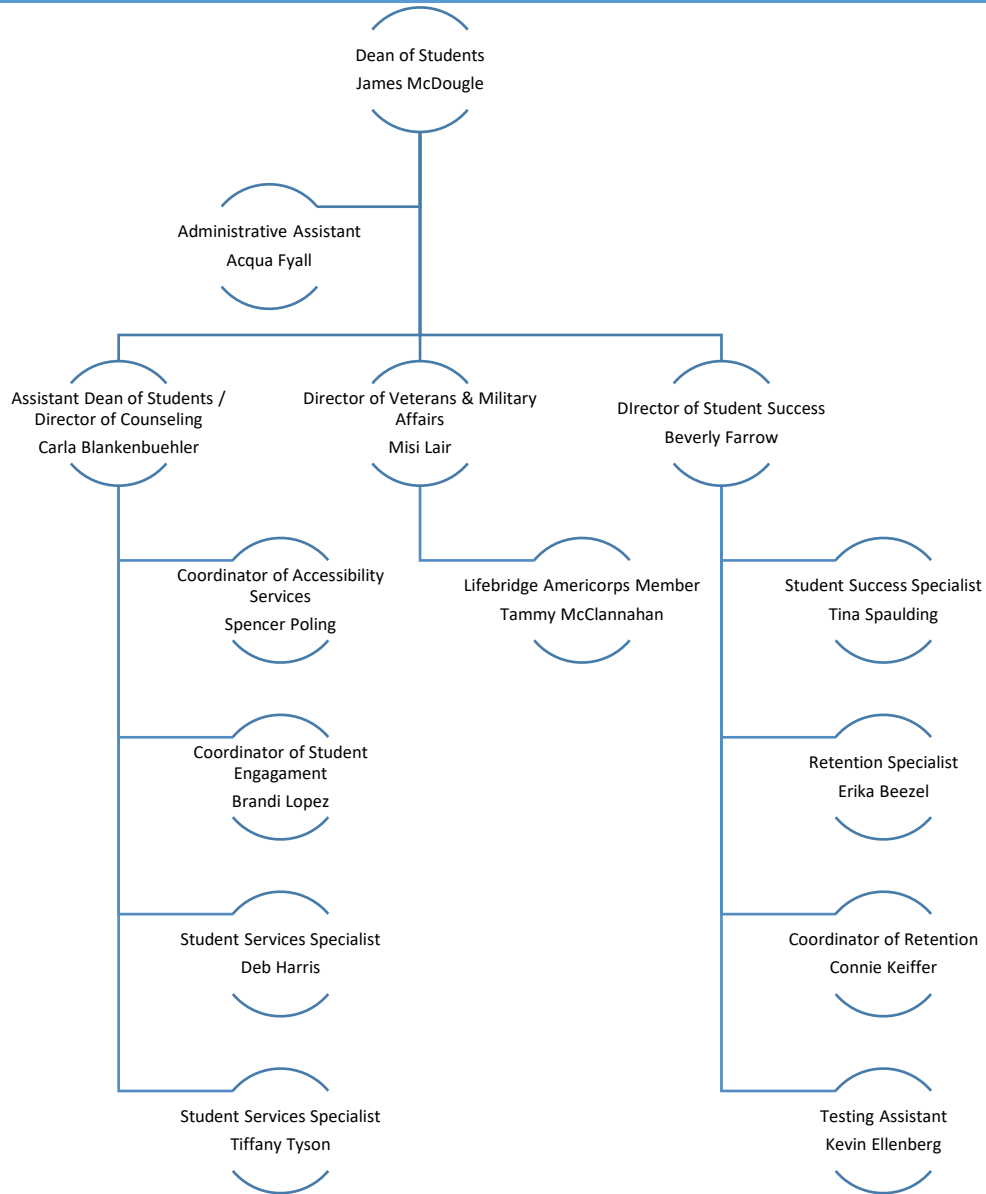 Dean of Students
James McDougle
Administrative Assistant
Acqua Fyall
Assistant Dean of Students /
Director of Counseling
Carla Blankenbuehler
Director of Veterans & Military
Affairs
Misi Lair
DIrector of Student Success
Beverly Farrow
Coordinator of Accessibility
Services
Spencer Poling
Lifebridge Americorps Member
Tammy McClannahan
Student Success Specialist
Tina Spaulding
Coordinator of Student
Engagament
Brandi Lopez
Retention Specialist
Erika Beezel
Student Services Specialist
Deb Harris
Coordinator of Retention
Connie Keiffer
Student Services Specialist
Tiffany Tyson
Testing Assistant
Kevin Ellenberg